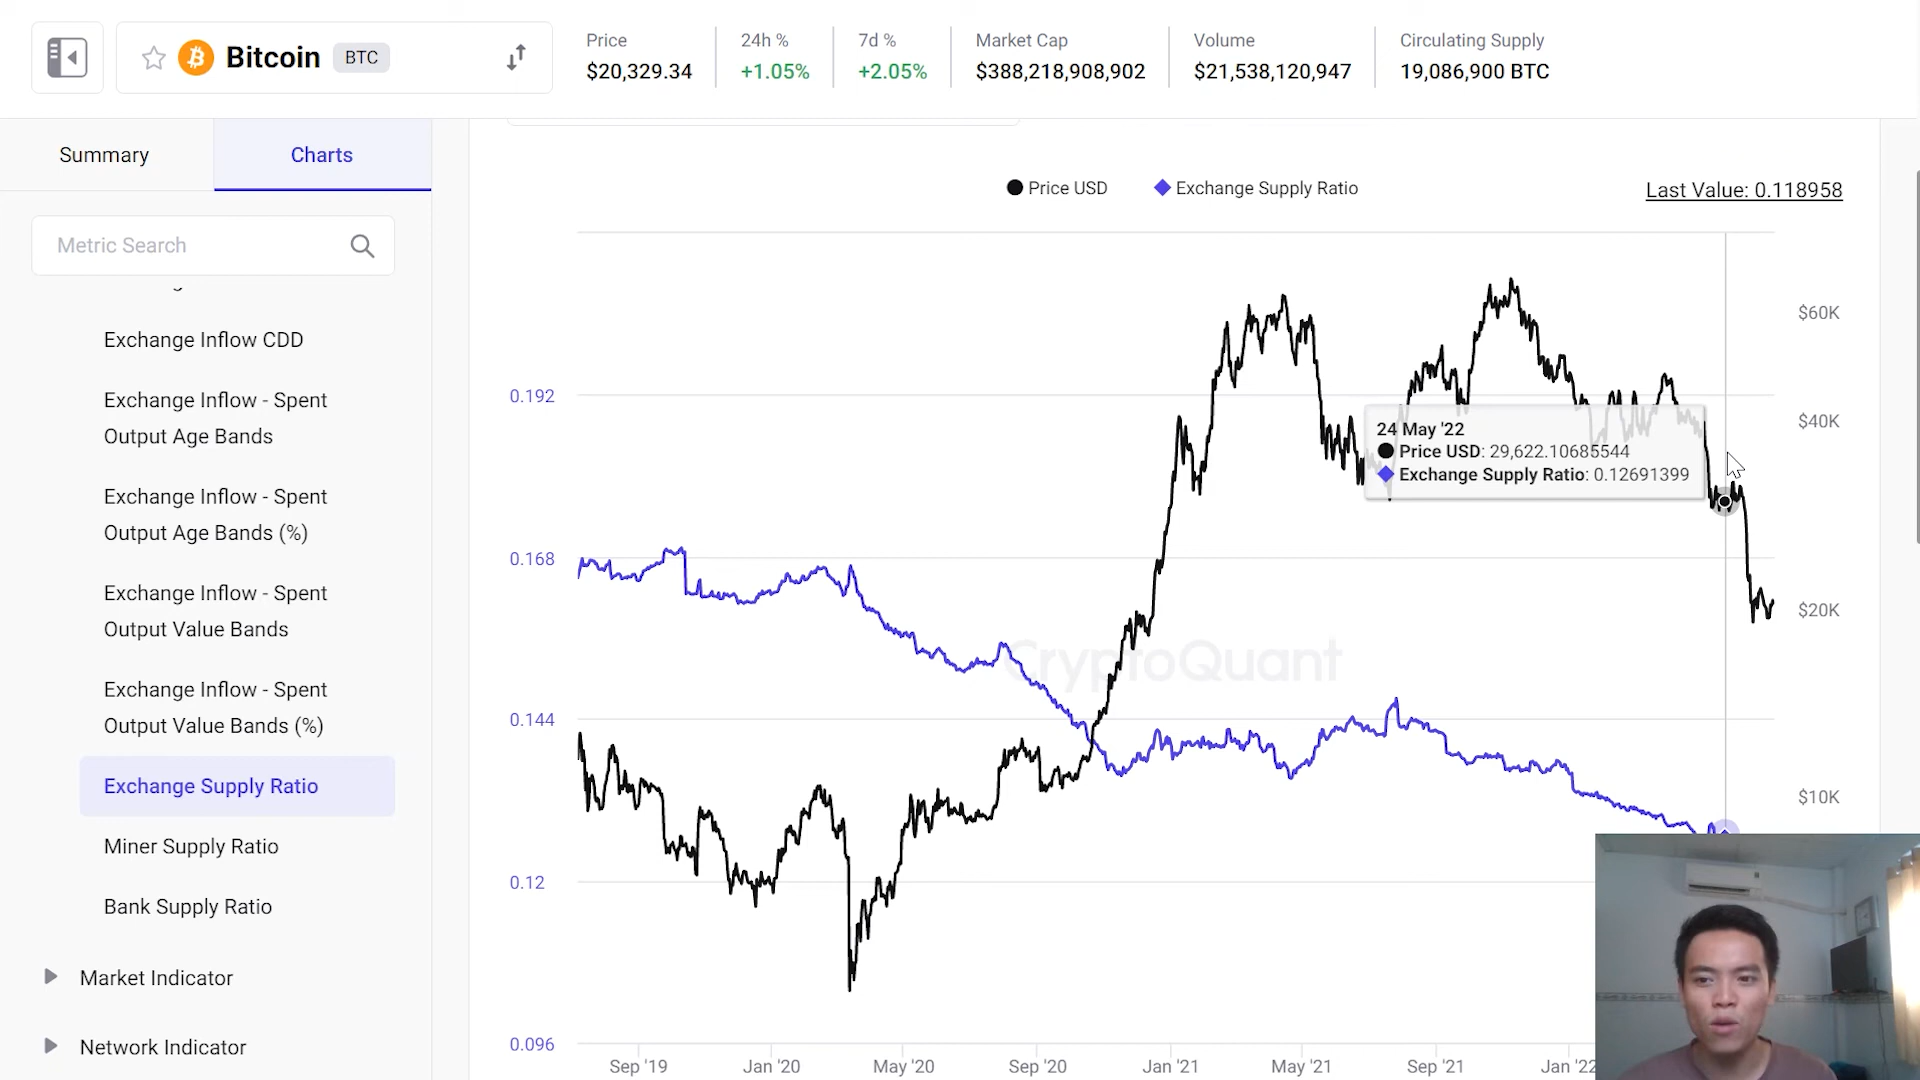 Bitcoin BTC
Price
$20,329.34
24h %
+1.05%
7d %
+2.05%
Market Cap
$388,218,908,902
Volume
$21,538,120,947
Circulating Supply
19,086,900 BTC
Summary
Charts
Metric Search
Exchange Inflow CDD
Exchange Inflow - Spent
Output Age Bands
Exchange Inflow - Spent
Output Age Bands (%)
Exchange Inflow - Spent
Output Value Bands
Exchange Inflow - Spent
Output Value Bands (%)
Exchange Supply Ratio
Miner Supply Ratio
Bank Supply Ratio
Market Indicator
Network Indicator
Price USD
Exchange Supply Ratio
Last Value: 0.118958
0.192
0.168
0.144
0.12
0.096
$60K
$40K
$20K
$10K
24 May '22
Price USD: 29,622.10685544
Exchange Supply Ratio: 0.12691399
CryptoQuant
Sep '19
Jan '20
May '20
Sep '20
Jan '21
May '21
Sep '21
Jan '22